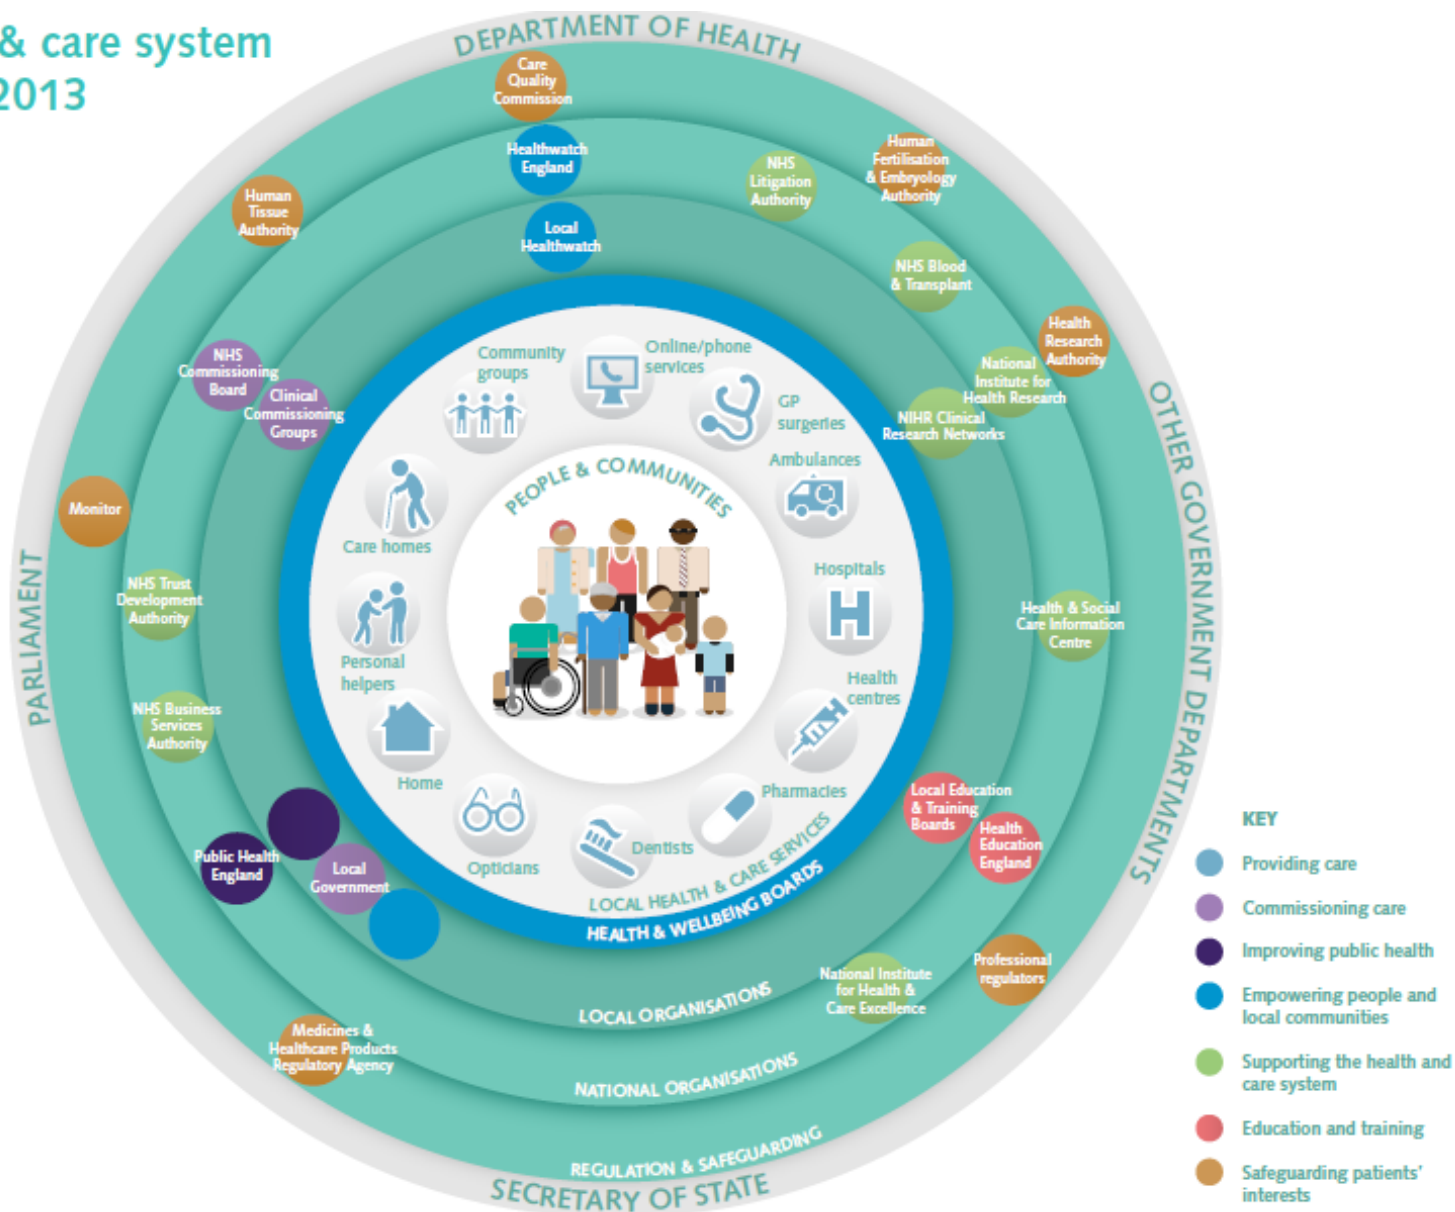 & care system
2013
DEPARTMENT OF HEALTH
Care
Quality
Commission
Healthwatch
England
Local
Healthwatch
NHS
Litigation
Authority
Human
Fertilisation
& Embryology
Authority
Human
Tissue
Authority
NHS Blood
& Transplant
Health
Research
Authority
National
Institute for
Health Research
NIHR Clinical
Research Networks
NHS
Commissioning
Board
Clinical
Commissioning
Groups
Community
groups
Online/phone
services
GP
surgeries
Ambulances
PEOPLE & COMMUNITIES
Care homes
Hospitals
Monitor
NHS Trust
Development
Authority
Health & Social
Care Information
Centre
PARLIAMENT
OTHER GOVERNMENT DEPARTMENTS
Personal
helpers
Health
centres
NHS Business
Services
Authority
Home
Pharmacies
Opticians
Dentists
LOCAL HEALTH & CARE SERVICES
HEALTH & WELLBEING BOARDS
Local Education
& Training
Boards
Health
Education
England
Public Health
England
Local
Government
National Institute
for Health &
Care Excellence
Professional
regulators
LOCAL ORGANISATIONS
Medicines &
Healthcare Products
Regulatory Agency
NATIONAL ORGANISATIONS
REGULATION & SAFEGUARDING
SECRETARY OF STATE
H
KEY
Providing care
Commissioning care
Improving public health
Empowering people and
local communities
Supporting the health and
care system
Education and training
Safeguarding patients'
interests